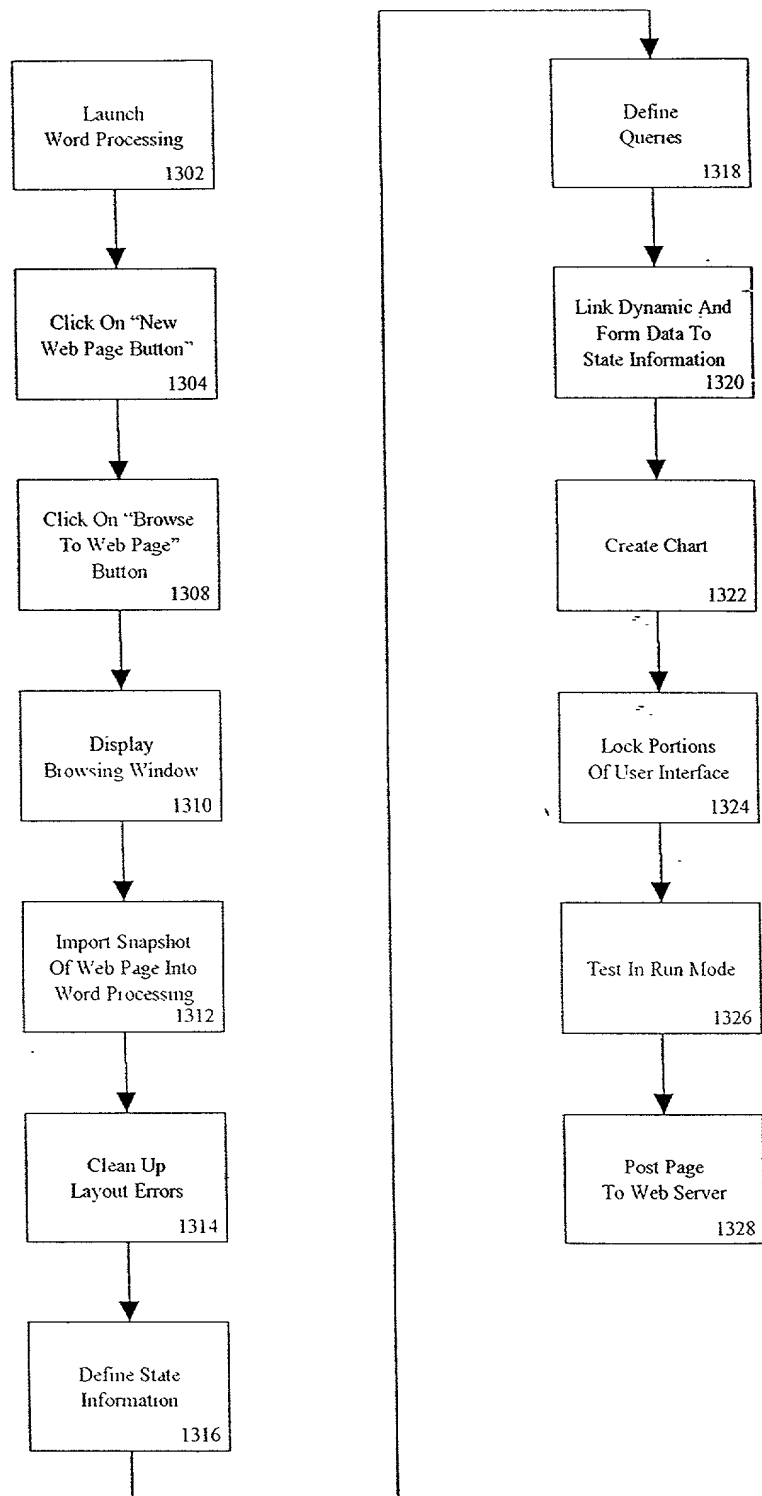 Launch
Word Processing
1302
Click On “New
Web Page Button”
1304
Click On “Browse
To Web Page”
Button
1308
Display
Browsing Window
1310
Import Snapshot
Of Web Page Into
Word Processing
1312
Clean Up
Layout Errors
1314
Define State
Information
1316
Define
Queries
1318
Link Dynamic And
Form Data To
State Information
1320
Create Chart
1322
Lock Portions
Of User Interface
1324
Test In Run Mode
1326
Post Page
To Web Server
1328